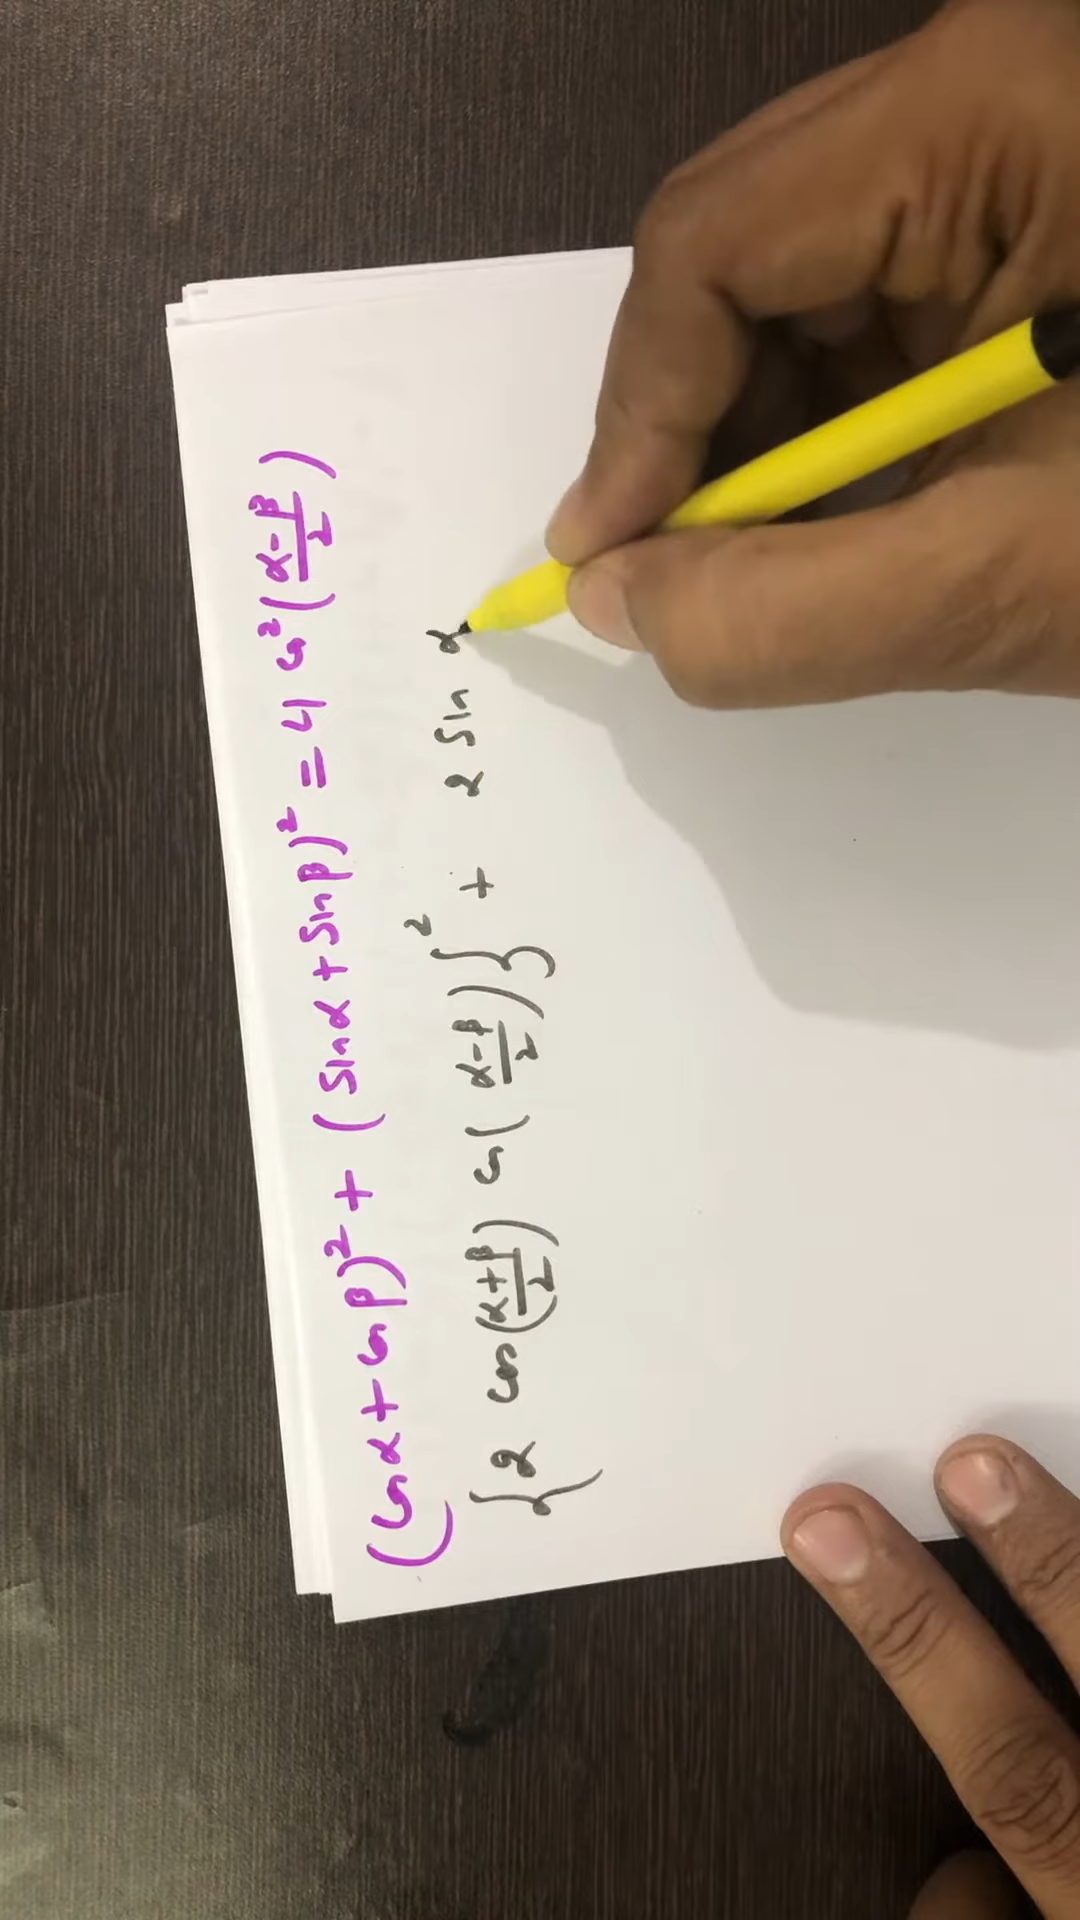 (cos α + cos β)² + (sin α + sin β)² = 4 cos² (α-β/2)
{2 cos(α+β/2) cos(α-β/2)}² + 2 sin α